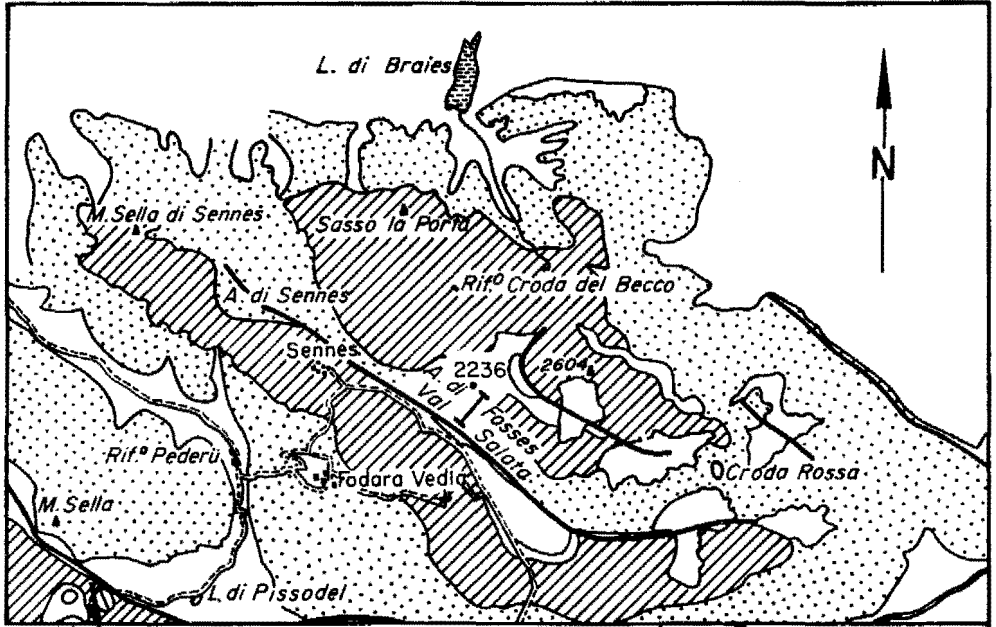 L. di Braies
N
M. Sella di Sennes
Sasso la Porta
Rif.º Croda del Becco
A. di Sennes
Sennes
2236
2604
A. di Fosses
Val Salata
Rif.º Pederü
Fodara Vedla
Croda Rossa
M. Sella
L. di Pissodel